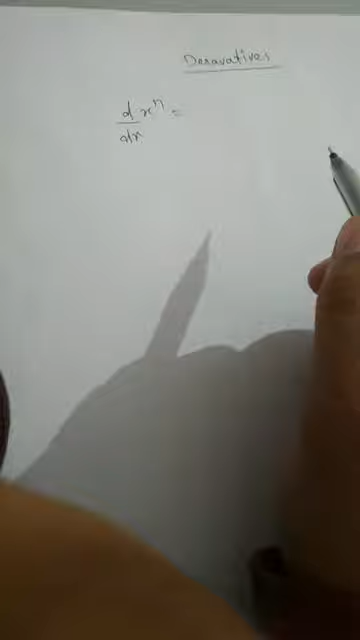 Deravatives
d/dx xⁿ =